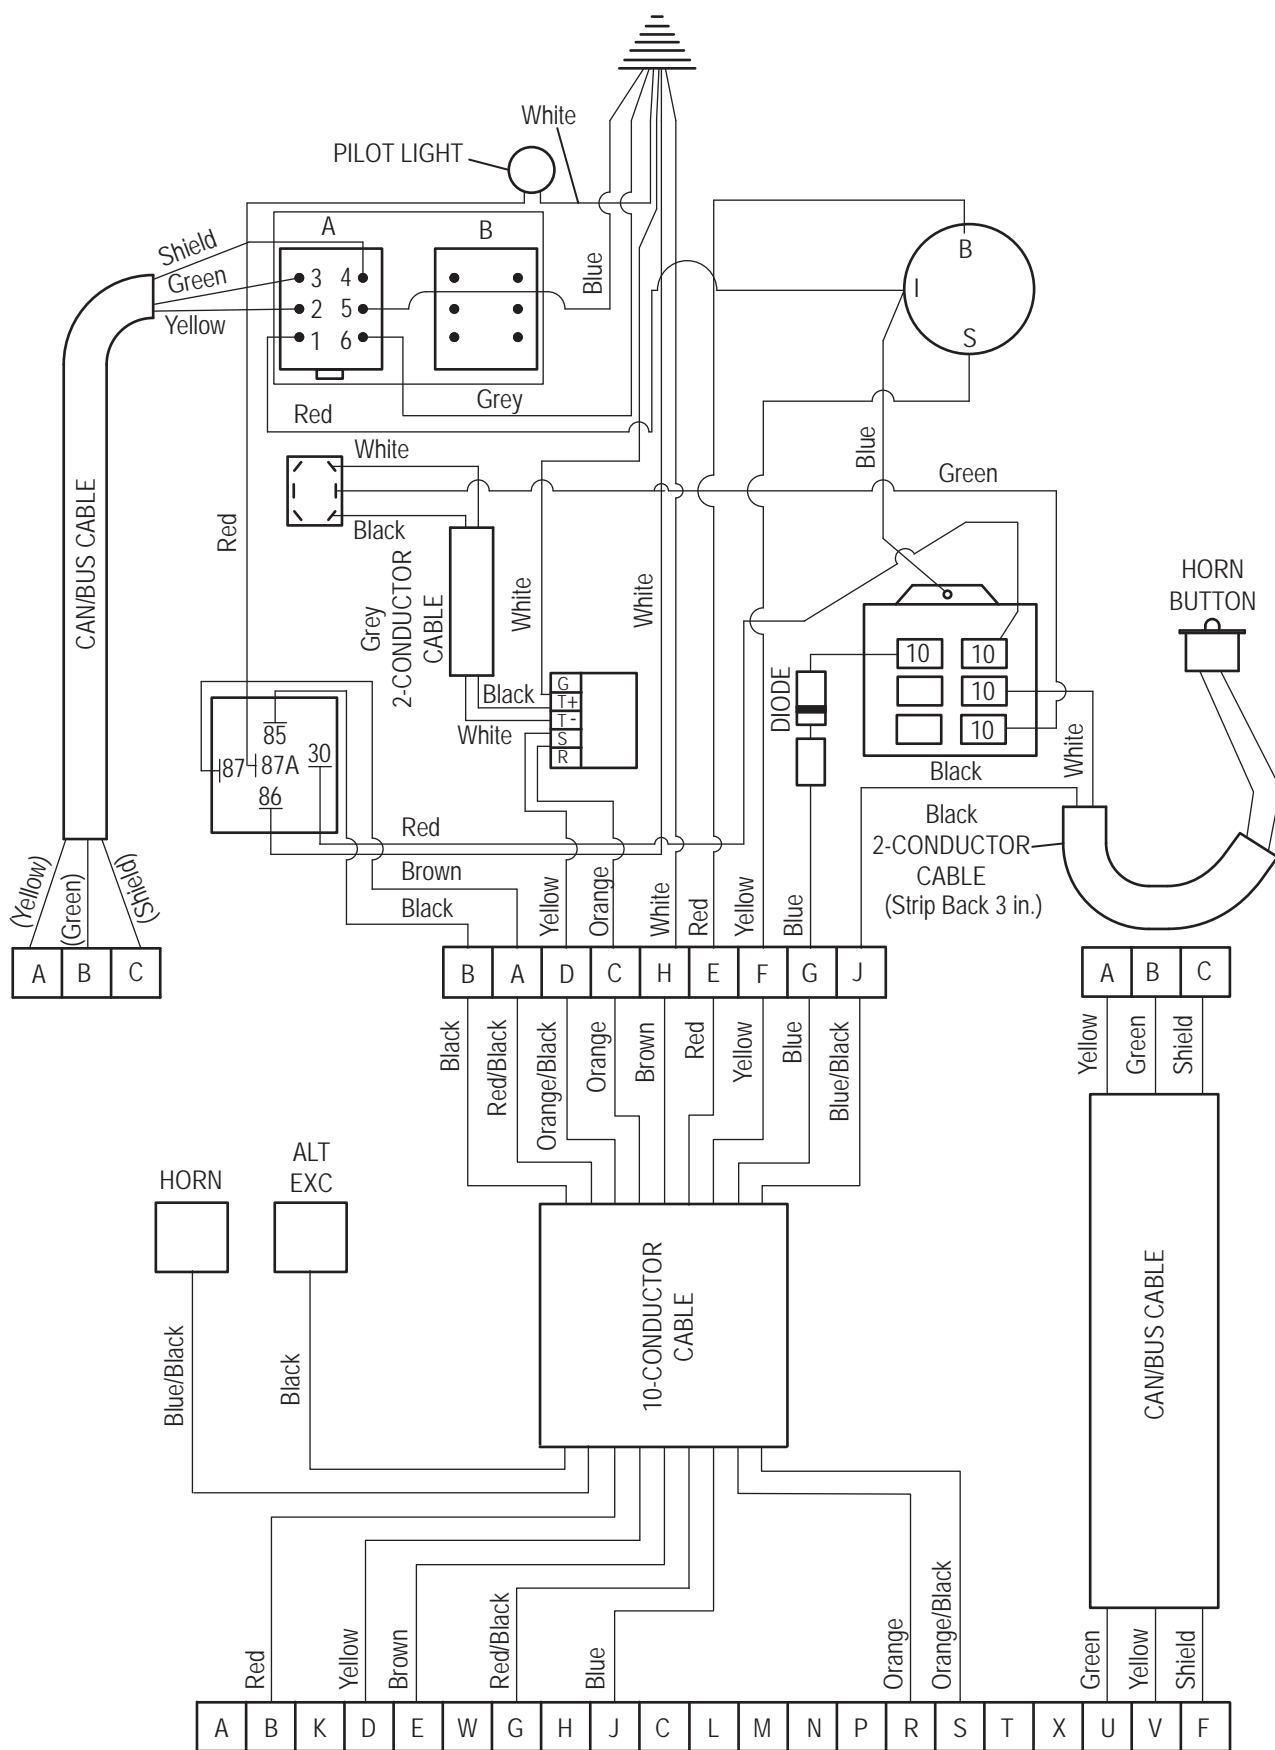 White
PILOT LIGHT
A
B
Shield
Green
Yellow
3 4
2 5
1 6
Blue
B
I
S
Grey
Red
White
Black
Green
Blue
CAN/BUS CABLE
Red
Grey
2-CONDUCTOR
CABLE
White
White
HORN
BUTTON
10
10
10
10
DIODE
G
T+
T -
S
R
Black
White
85
87
87A
30
86
Black
White
Red
Brown
Black
Black
2-CONDUCTOR
CABLE
(Strip Back 3 in.)
(Yellow)
(Green)
(Shield)
Yellow
Orange
White
Red
Yellow
Blue
A B C
B A D C H E F G J
A B C
Black
Red/Black
Orange/Black
Orange
Brown
Red
Yellow
Blue
Blue/Black
Yellow
Green
Shield
HORN
ALT
EXC
10-CONDUCTOR
CABLE
CAN/BUS CABLE
Blue/Black
Black
Red
Yellow
Brown
Red/Black
Blue
Orange
Orange/Black
Green
Yellow
Shield
A B K D E W G H J C L M N P R S T X U V F